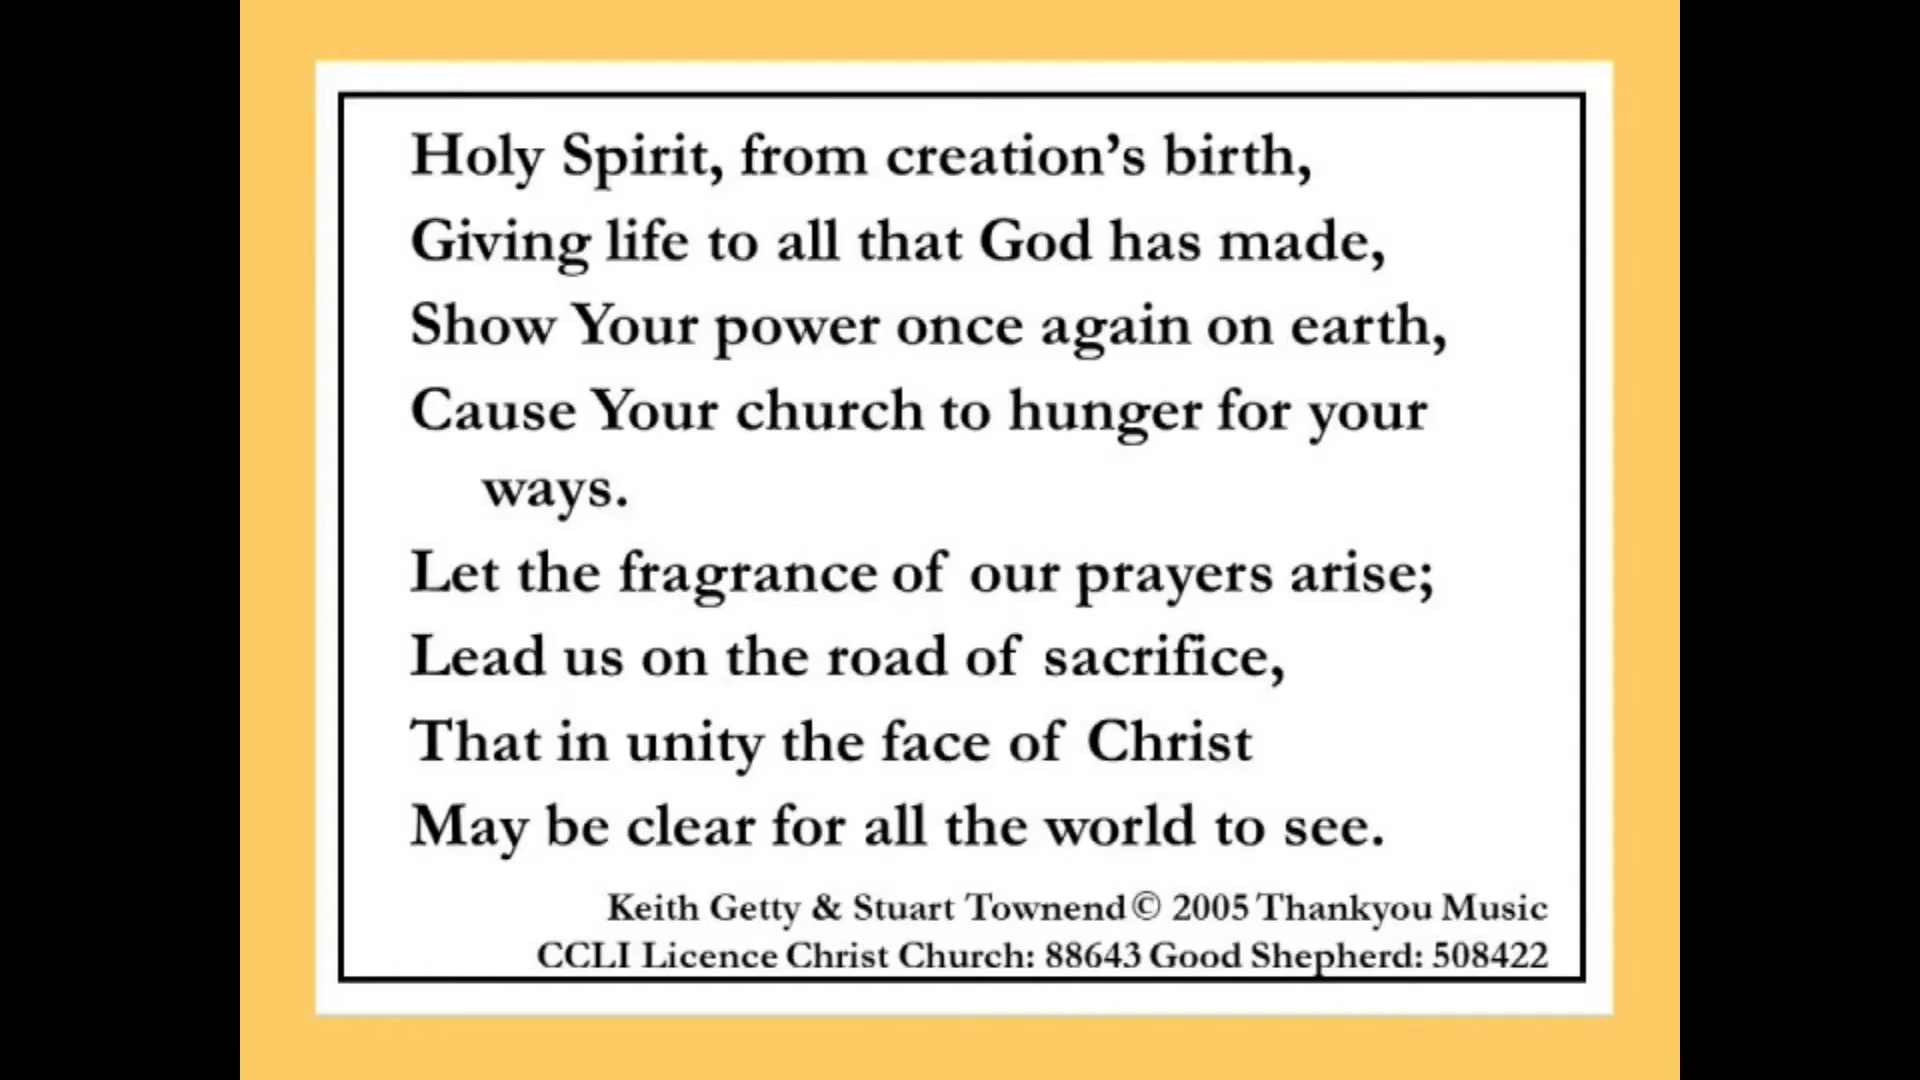 Holy Spirit, from creation’s birth,
Giving life to all that God has made,
Show Your power once again on earth,
Cause Your church to hunger for your
ways.
Let the fragrance of our prayers arise;
Lead us on the road of sacrifice,
That in unity the face of Christ
May be clear for all the world to see.
Keith Getty & Stuart Townend© 2005 Thankyou Music
CCLI Licence Christ Church: 88643 Good Shepherd: 508422